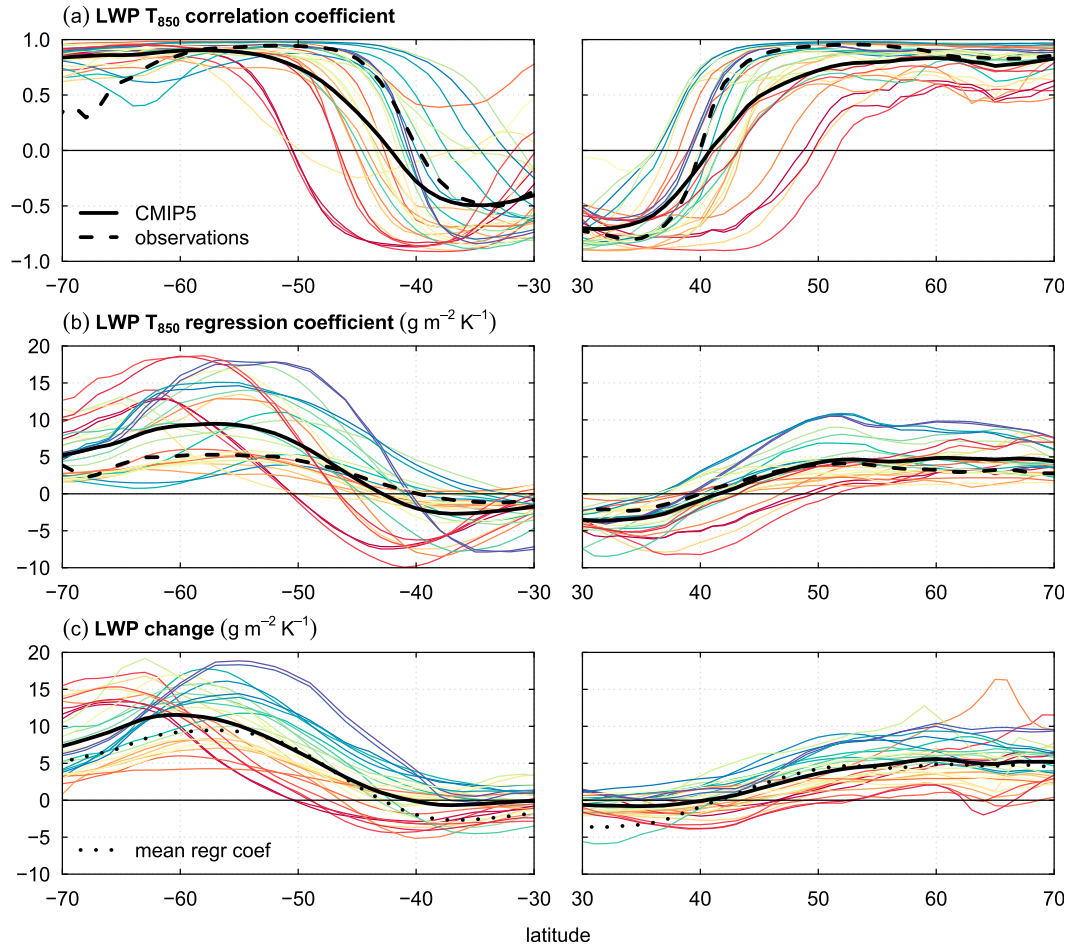 (a) LWP T850 correlation coefficient
1.0
0.5
0.0
−0.5
−1.0
CMIP5
observations
−70 −60 −50 −40 −30
30 40 50 60 70
(b) LWP T850 regression coefficient (g m−2 K−1)
20
15
10
5
0
−5
−10
−70 −60 −50 −40 −30
30 40 50 60 70
(c) LWP change (g m−2 K−1)
20
15
10
5
0
−5
−10
mean regr coef
−70 −60 −50 −40 −30
30 40 50 60 70
latitude